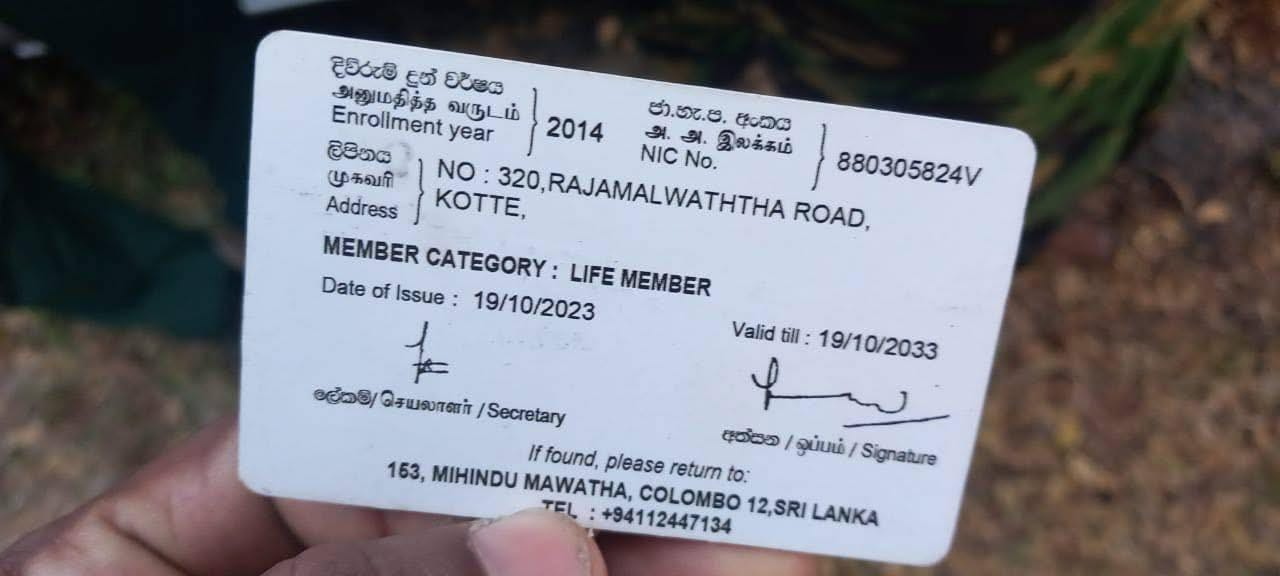 දිව්රුම් දුන් වර්ෂය
அனுமதித்த வருடம்
Enrollment year
2014
ජා.හැ.ප. අංකය
அ. அ. இலக்கம்
NIC No.
880305824V
ලිපිනය
முகவரி
Address
NO : 320,RAJAMALWATHTHA ROAD,
KOTTE,
MEMBER CATEGORY : LIFE MEMBER
Date of Issue : 19/10/2023
Valid till : 19/10/2033
ලේකම්/செயலாளர் / Secretary
අත්සන / ஒப்பம் / Signature
If found, please return to:
153, MIHINDU MAWATHA, COLOMBO 12,SRI LANKA
TEL : +94112447134